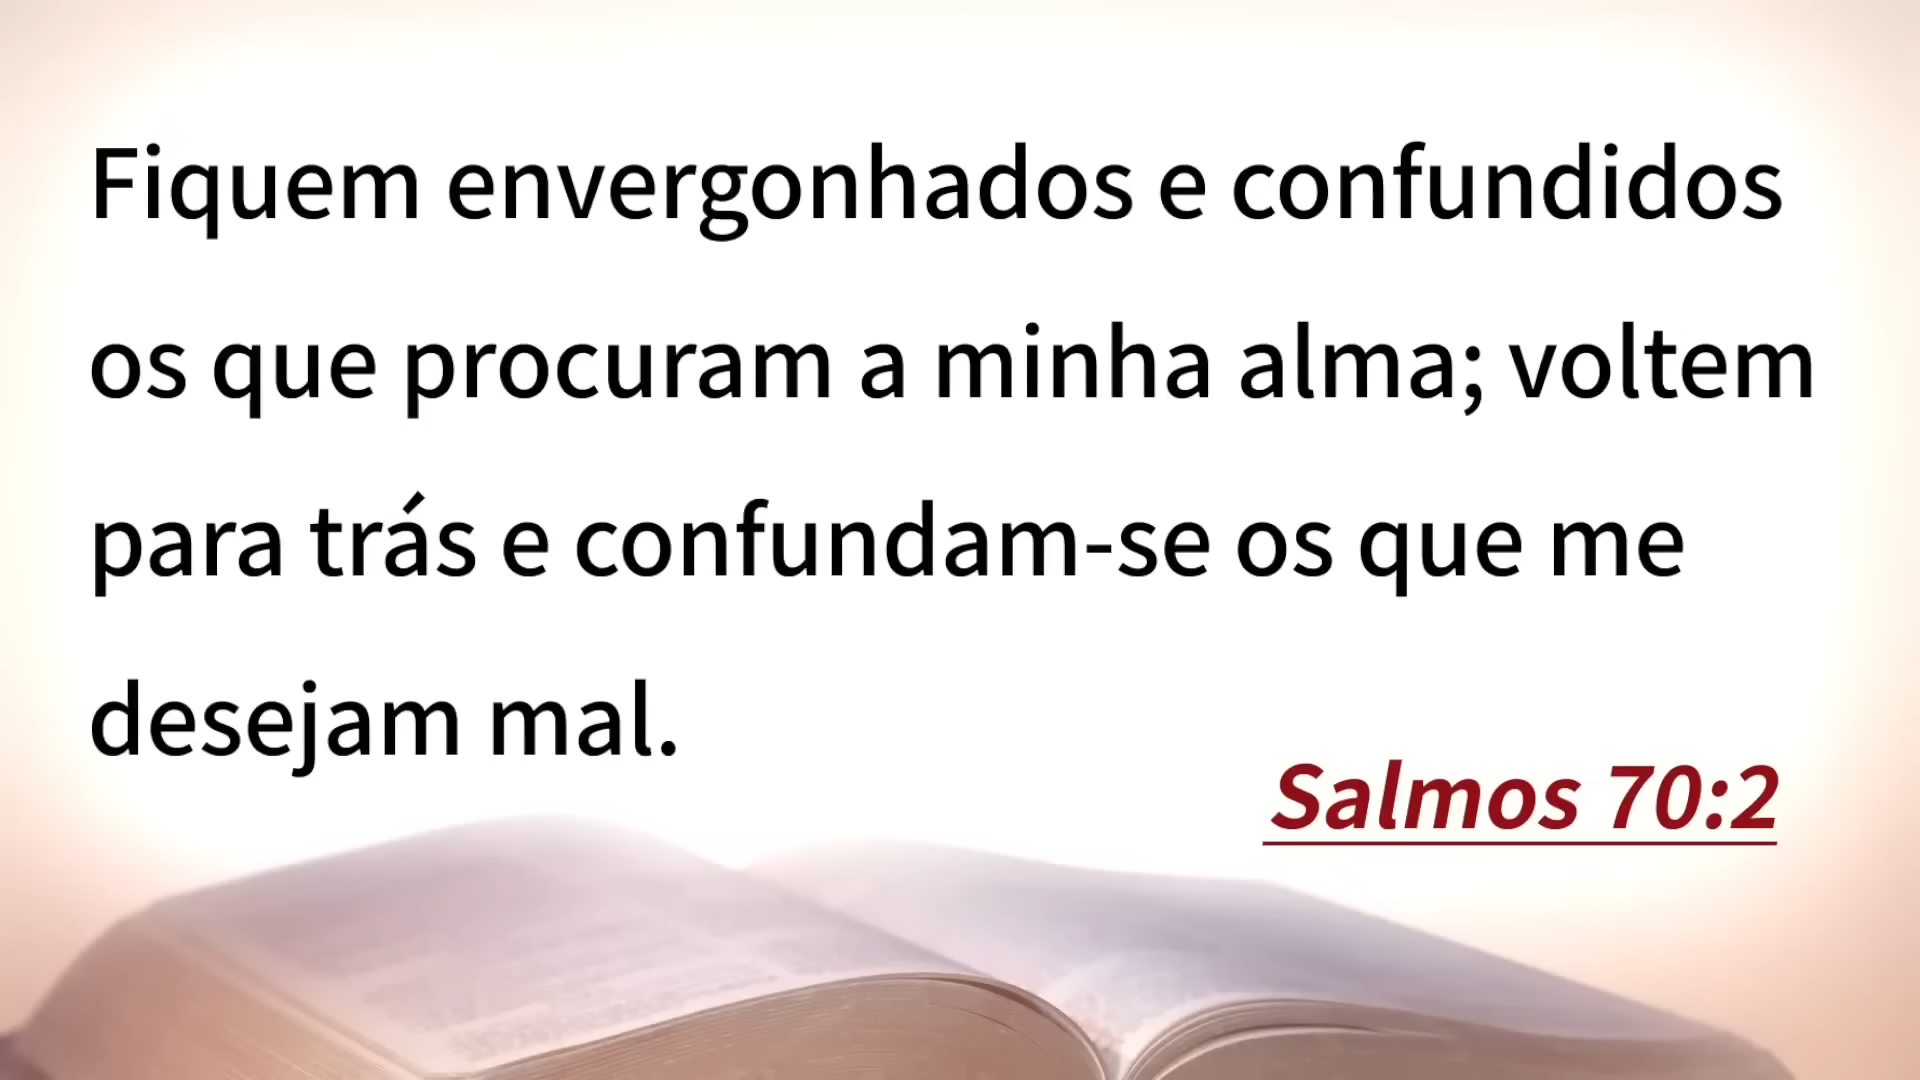 Fiquem envergonhados e confundidos
os que procuram a minha alma; voltem
para trás e confundam-se os que me
desejam mal.
Salmos 70:2